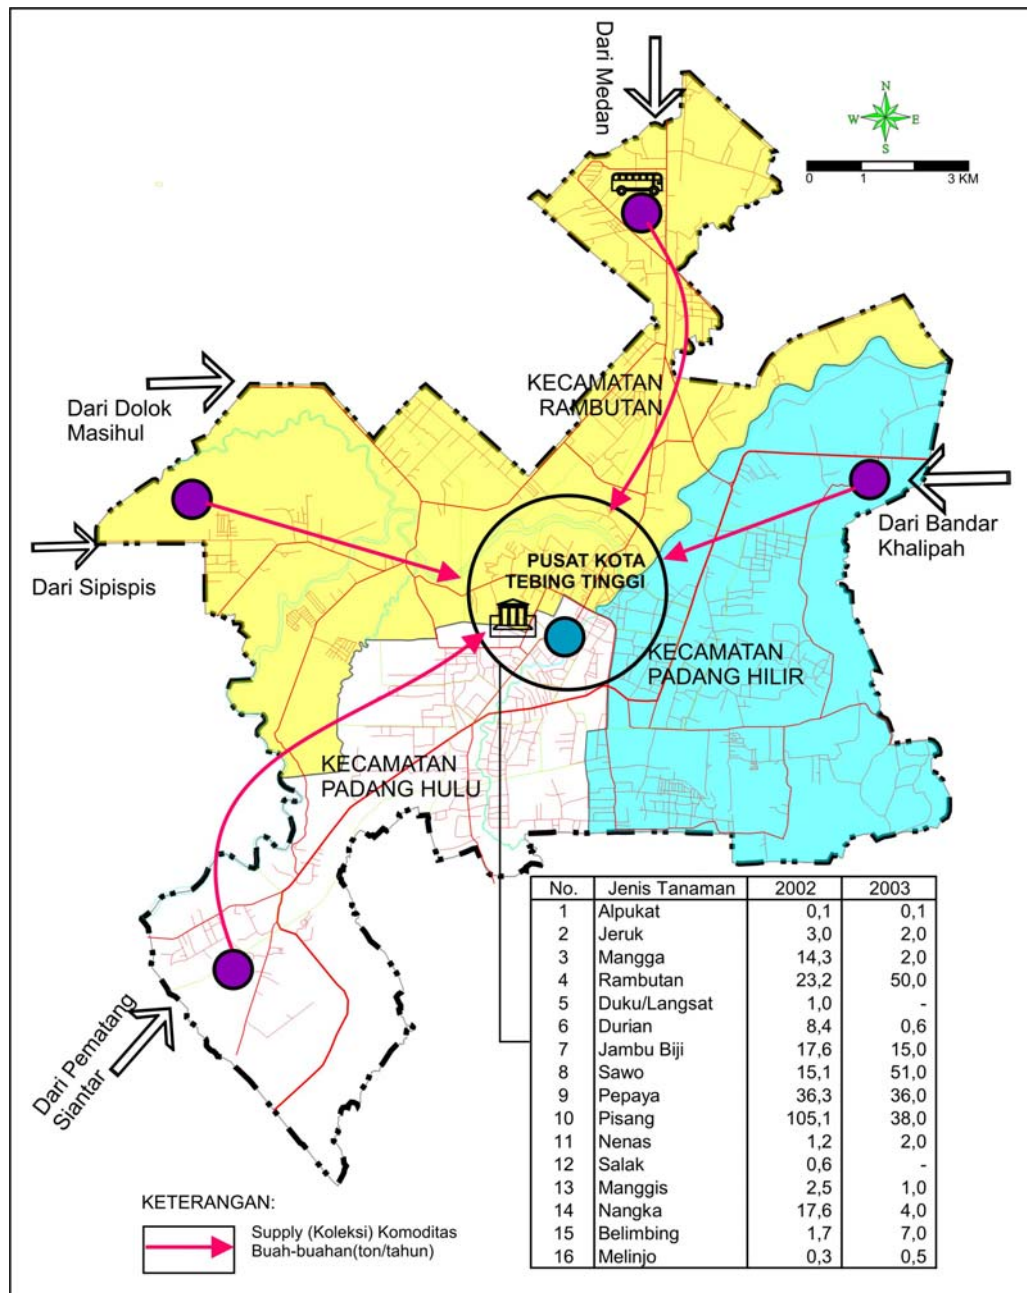 Dari Medan
N
W E
S
0 1 3 KM
KECAMATAN
RAMBUTAN
Dari Dolok
Masihul
Dari Bandar
Khalipah
Dari Sipispis
PUSAT KOTA
TEBING TINGGI
KECAMATAN
PADANG HILIR
KECAMATAN
PADANG HULU
Dari Pematang
Siantar
No. Jenis Tanaman 2002 2003
1 Alpukat 0,1 0,1
2 Jeruk 3,0 2,0
3 Mangga 14,3 2,0
4 Rambutan 23,2 50,0
5 Duku/Langsat 1,0 -
6 Durian 8,4 0,6
7 Jambu Biji 17,6 15,0
8 Sawo 15,1 51,0
9 Pepaya 36,3 36,0
10 Pisang 105,1 38,0
11 Nenas 1,2 2,0
12 Salak 0,6 -
13 Manggis 2,5 1,0
14 Nangka 17,6 4,0
15 Belimbing 1,7 7,0
16 Melinjo 0,3 0,5
KETERANGAN:
Supply (Koleksi) Komoditas
Buah-buahan(ton/tahun)